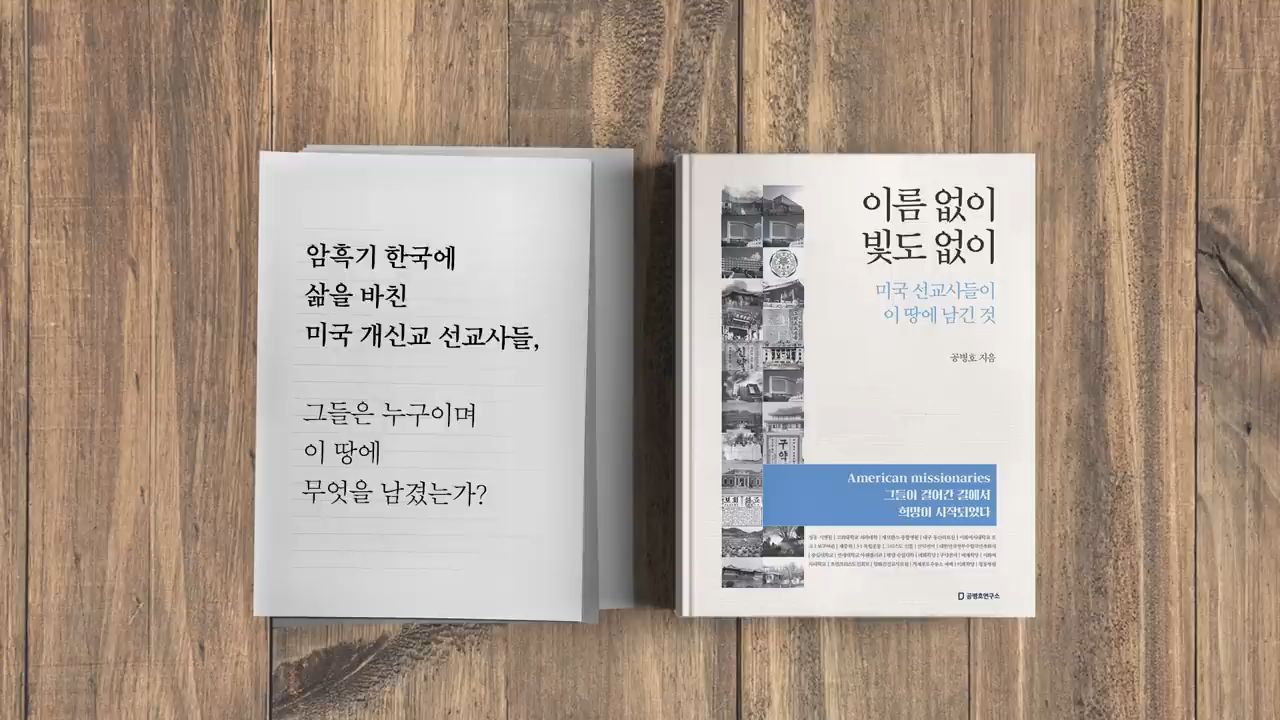 암흑기 한국에
삶을 바친
미국 개신교 선교사들,
그들은 누구이며
이 땅에
무엇을 남겼는가?
이름 없이
빛도 없이
미국 선교사들이
이 땅에 남긴 것
공병호 지음
신약
구약
American missionaries
그들이 걸어간 길에서
희망이 시작되었다
공병호연구소